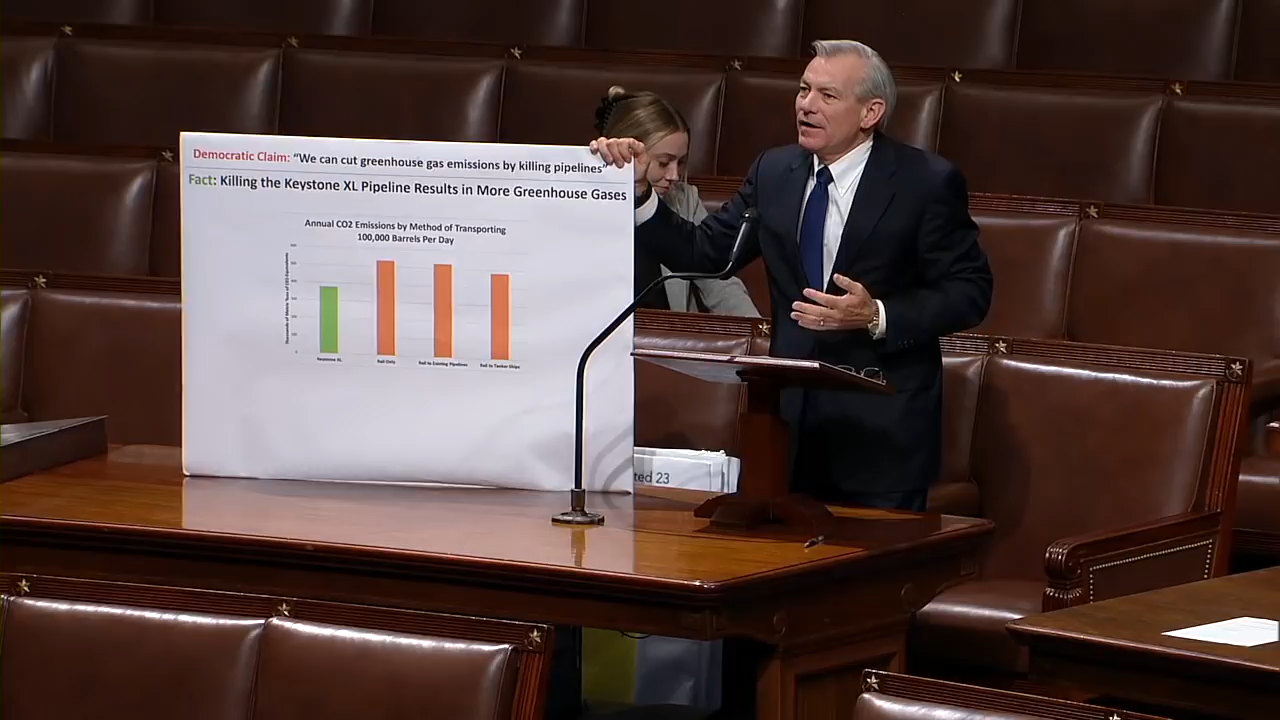 Democratic Claim: “We can cut greenhouse gas emissions by killing pipelines”
Fact: Killing the Keystone XL Pipeline Results in More Greenhouse Gases
Annual CO2 Emissions by Method of Transporting
100,000 Barrels Per Day
Keystone XL
Rail Only
Rail to Existing Pipelines
Rail to Tanker Ships
ted 23